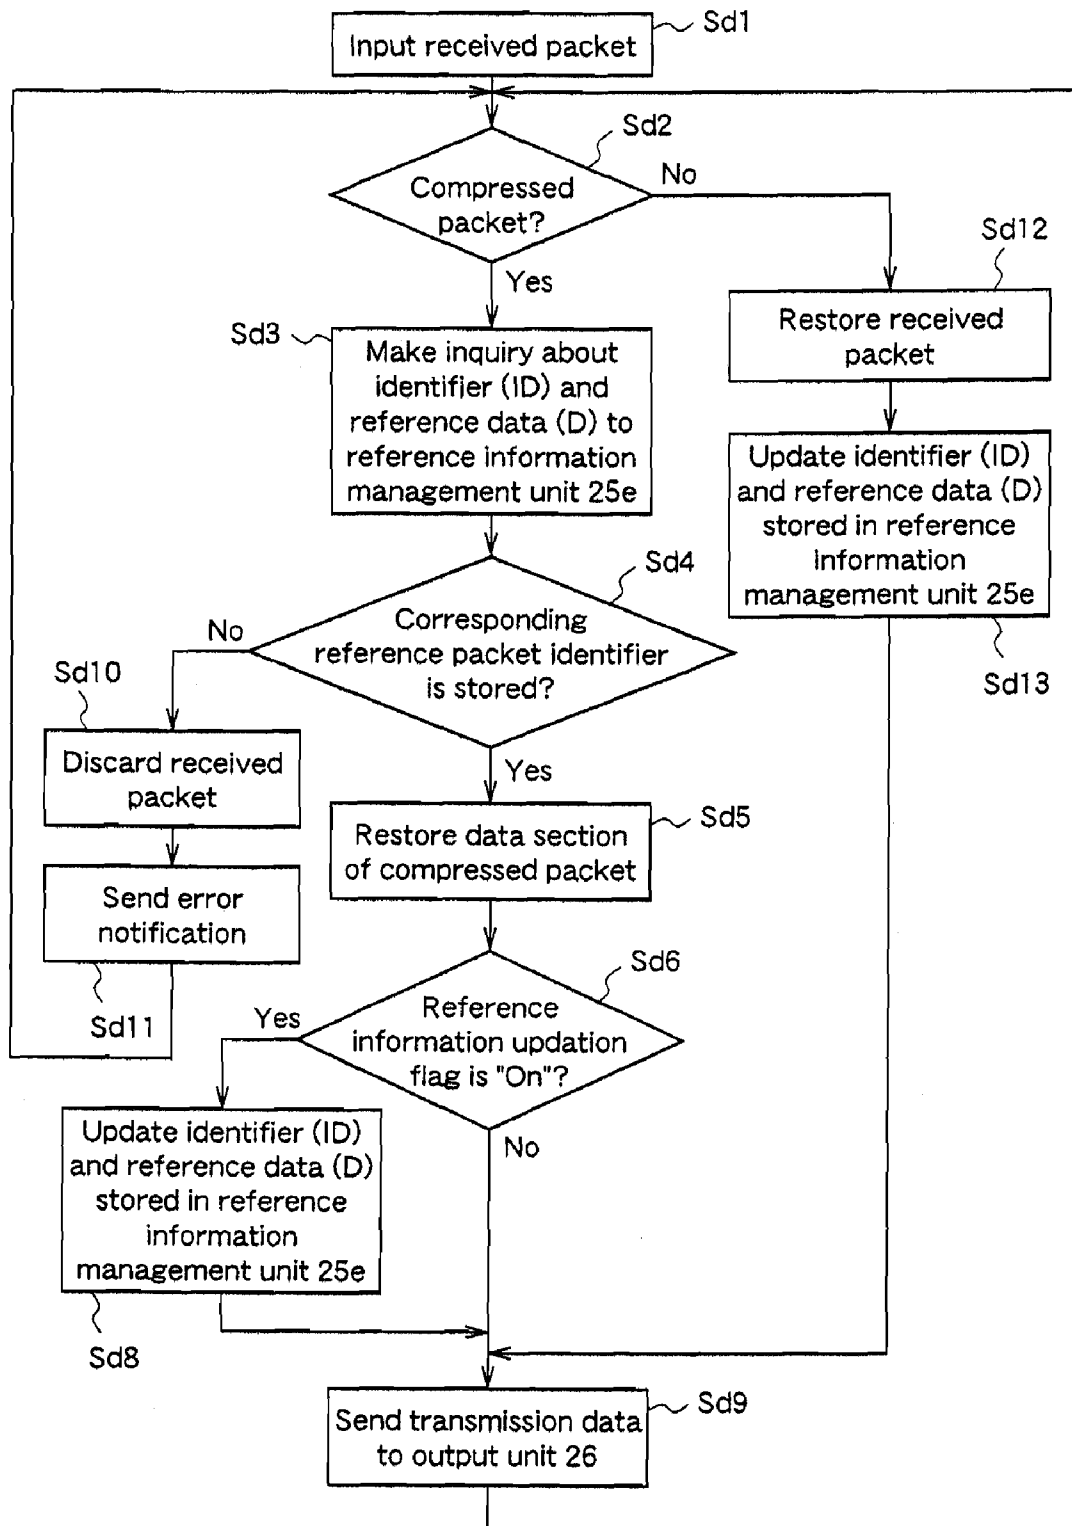 Sd1
Input received packet
Sd2
Compressed
packet?
No
Yes
Sd12
Restore received
packet
Sd3
Make inquiry about
identifier (ID) and
reference data (D) to
reference information
management unit 25e
Update identifier (ID)
and reference data (D)
stored in reference
information
management unit 25e
Sd13
Sd4
Corresponding
reference packet identifier
is stored?
No
Yes
Sd10
Discard received
packet
Sd5
Restore data section
of compressed packet
Send error
notification
Sd11
Sd6
Reference
information updation
flag is "On"?
Yes
No
Update identifier (ID)
and reference data (D)
stored in reference
information
management unit 25e
Sd8
Sd9
Send transmission data
to output unit 26